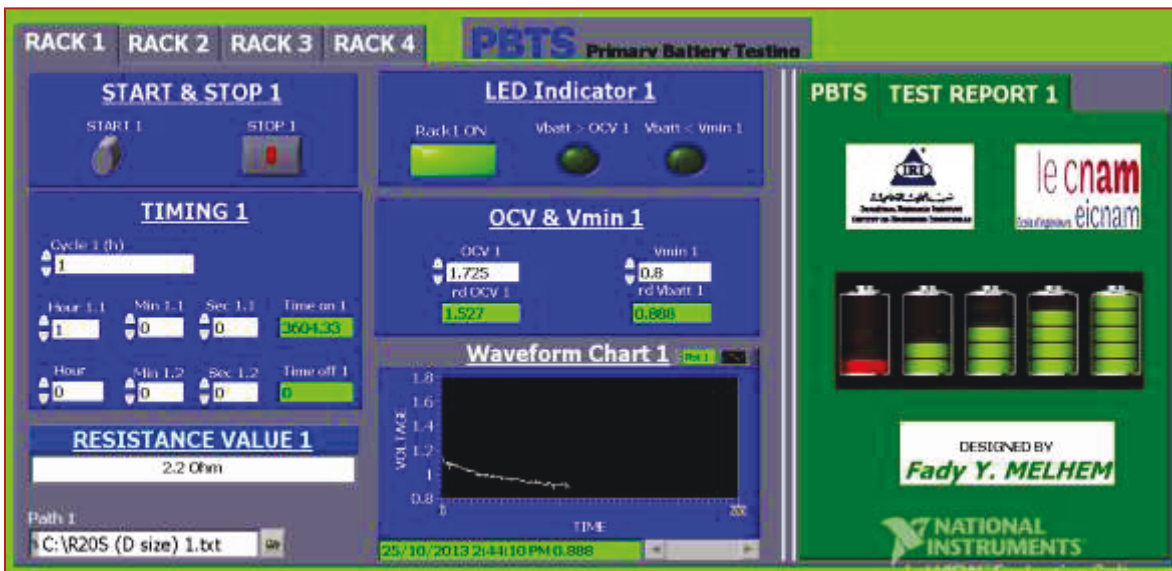 RACK 1 RACK 2 RACK 3 RACK 4
PBTS Primary Battery Testing
START & STOP 1
START 1 STOP 1
LED Indicator 1
Rack1 ON Vbatt > OCV 1 Vbatt < Vmin 1
TIMING 1
Cycle 1 (h)
1
Hour 1.1 Min 1.1 Sec 1.1 Time on 1
1 0 0 3604.33
Hour Min 1.2 Sec 1.2 Time off 1
0 0 0 0
RESISTANCE VALUE 1
2.2 Ohm
Path 1
C:\R20S (D size) 1.txt
OCV & Vmin 1
OCV 1 Vmin 1
1.725 0.8
rd OCV 1 rd Vbatt 1
1.527 0.888
Waveform Chart 1
VOLTAGE
1.8
1.6
1.4
1.2
1
0.8
0
TIME
25/10/2013 2:44:10 PM 0.888
PBTS TEST REPORT 1
IRI
le cnam
eicnam
DESIGNED BY
Fady Y. MELHEM
NATIONAL
INSTRUMENTS